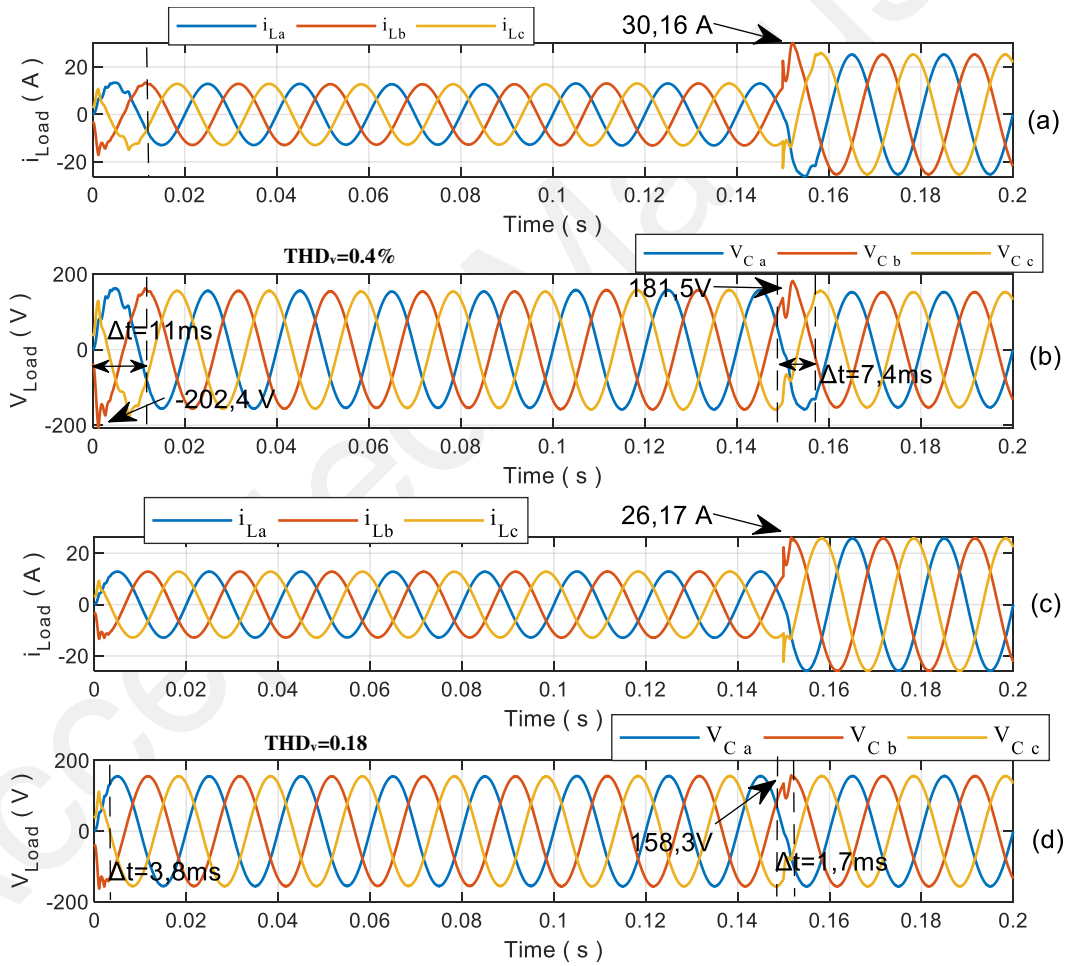 i_La i_Lb i_Lc
30,16 A
i_Load ( A )
20
0
-20
0 0.02 0.04 0.06 0.08 0.1 0.12 0.14 0.16 0.18 0.2
Time ( s )
(a)
THD_v=0.4%
V_C a V_C b V_C c
V_Load (V)
200
0
-200
181,5V
Δt=11ms
Δt=7,4ms
-202,4 V
0 0.02 0.04 0.06 0.08 0.1 0.12 0.14 0.16 0.18 0.2
Time ( s )
(b)
i_La i_Lb i_Lc
26,17 A
i_Load ( A )
20
0
-20
0 0.02 0.04 0.06 0.08 0.1 0.12 0.14 0.16 0.18 0.2
Time ( s )
(c)
THD_v=0.18
V_C a V_C b V_C c
V_Load (V)
200
0
-200
158,3V
Δt=3,8ms
Δt=1,7ms
0 0.02 0.04 0.06 0.08 0.1 0.12 0.14 0.16 0.18 0.2
Time ( s )
(d)